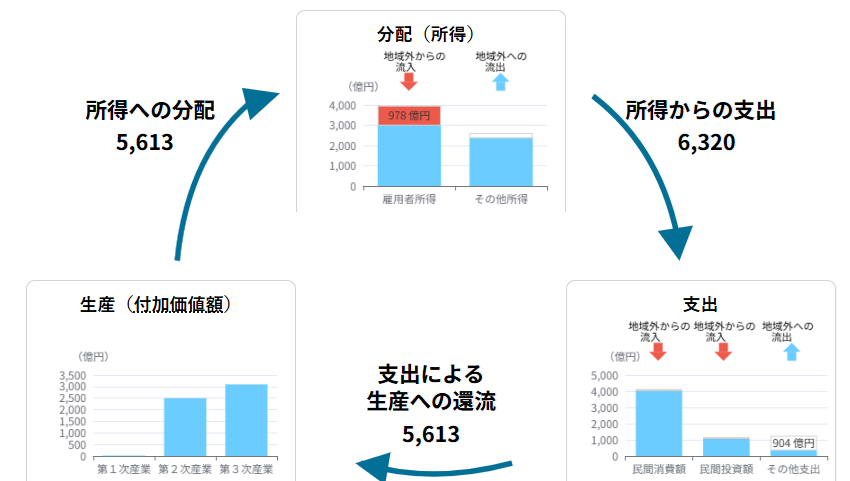 分配（所得）
地域外からの
流入
地域外への
流出
（億円）
4,000
3,000
2,000
1,000
0
978 億円
雇用者所得
その他所得
所得への分配
5,613
所得からの支出
6,320
生産（付加価値額）
（億円）
3,500
3,000
2,500
2,000
1,500
1,000
500
0
第１次産業
第２次産業
第３次産業
支出による
生産への還流
5,613
支出
地域外からの
流入
地域外からの
流入
地域外への
流出
（億円）
5,000
4,000
3,000
2,000
1,000
0
904 億円
民間消費額
民間投資額
その他支出